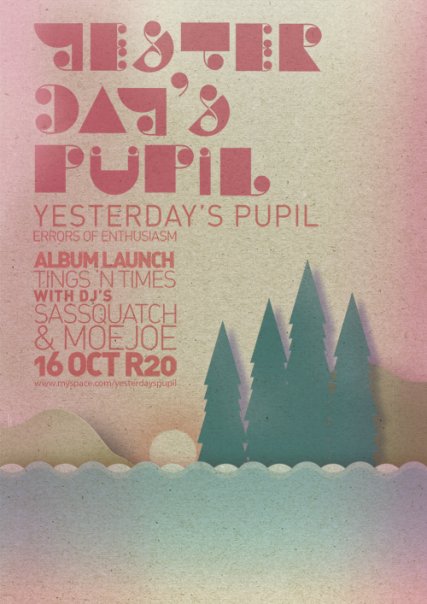 YESTER
DAY'S
PUPIL
YESTERDAY'S PUPIL
ERRORS OF ENTHUSIASM
ALBUM LAUNCH
TINGS 'N TIMES
WITH DJ'S
SASSQUATCH
& MOEJOE
16 OCT R20
www.myspace.com/yesterdayspupil